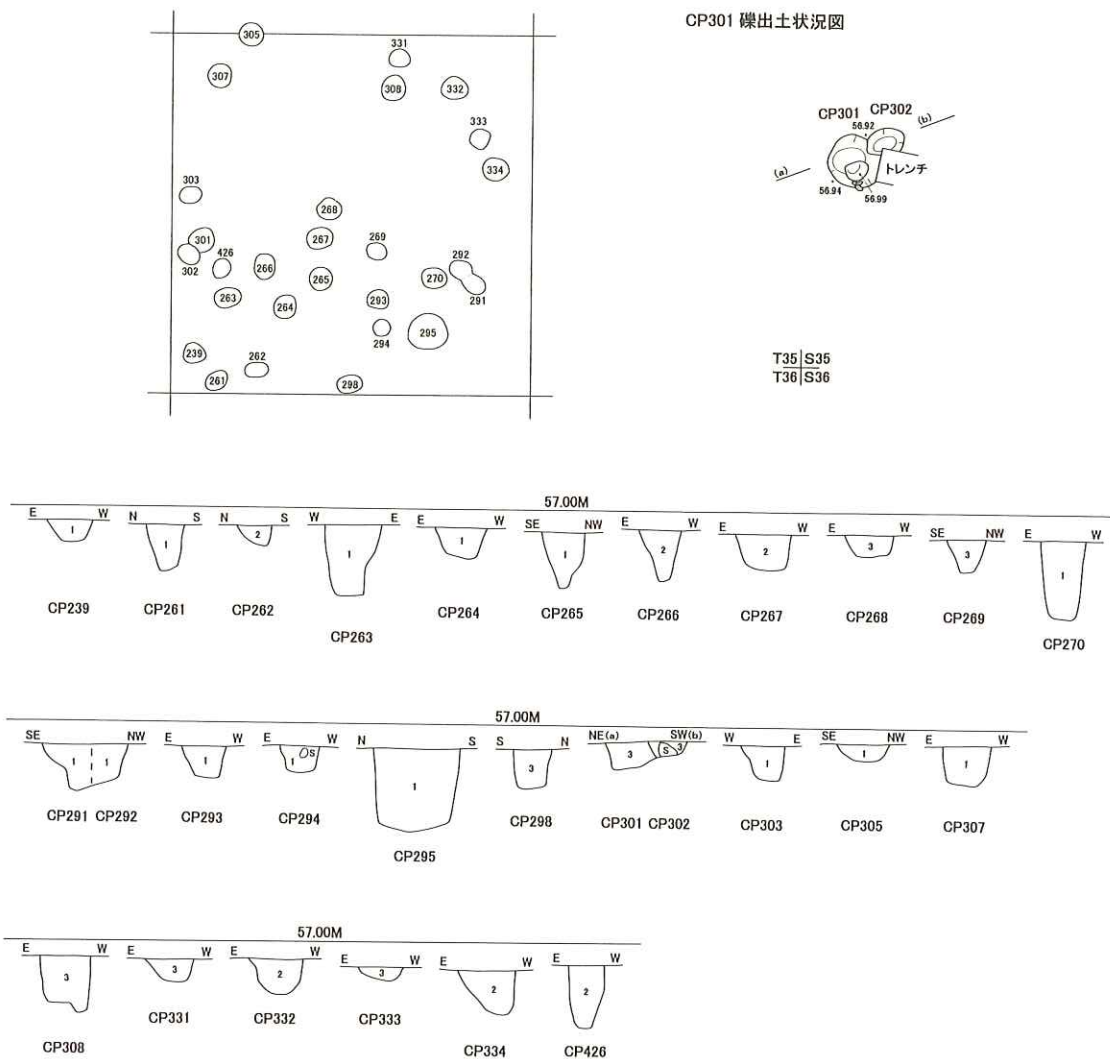 CP301 礫出土状況図
305
307
331
308
332
333
334
303
268
301
302
426
266
267
269
292
265
270
291
263
264
293
294
295
239
262
261
298
CP301 CP302
56.92
(b)
(a)
トレンチ
56.94
56.99
T35 S35
T36 S36
57.00M
E W N S N S W E E W SE NW E W E W E W SE NW E W
1 1 2 1 1 1 2 2 3 3 1
CP239 CP261 CP262 CP263 CP264 CP265 CP266 CP267 CP268 CP269 CP270
57.00M
SE NW E W E W N S S N NE(a) SW(b) W E SE NW E W
1 1 1 1 S 1 3 3 S 3 1 1 1
CP291 CP292 CP293 CP294 CP295 CP298 CP301 CP302 CP303 CP305 CP307
57.00M
E W E W E W E W E W E W
3 3 2 3 2 2
CP308 CP331 CP332 CP333 CP334 CP426